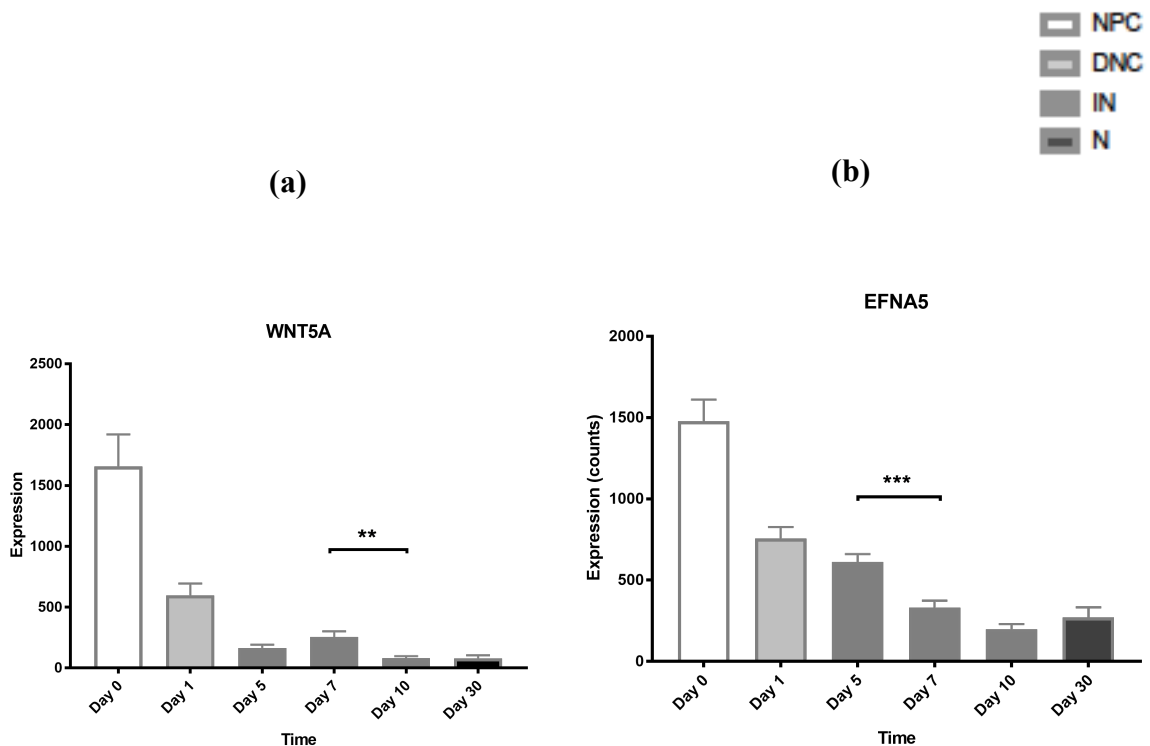 NPC
DNC
IN
N
(a)
(b)
WNT5A
2500
2000
1500
1000
500
0
Expression
**
Day 0
Day 1
Day 5
Day 7
Day 10
Day 30
Time
EFNA5
2000
1500
1000
500
0
Expression (counts)
***
Day 0
Day 1
Day 5
Day 7
Day 10
Day 30
Time